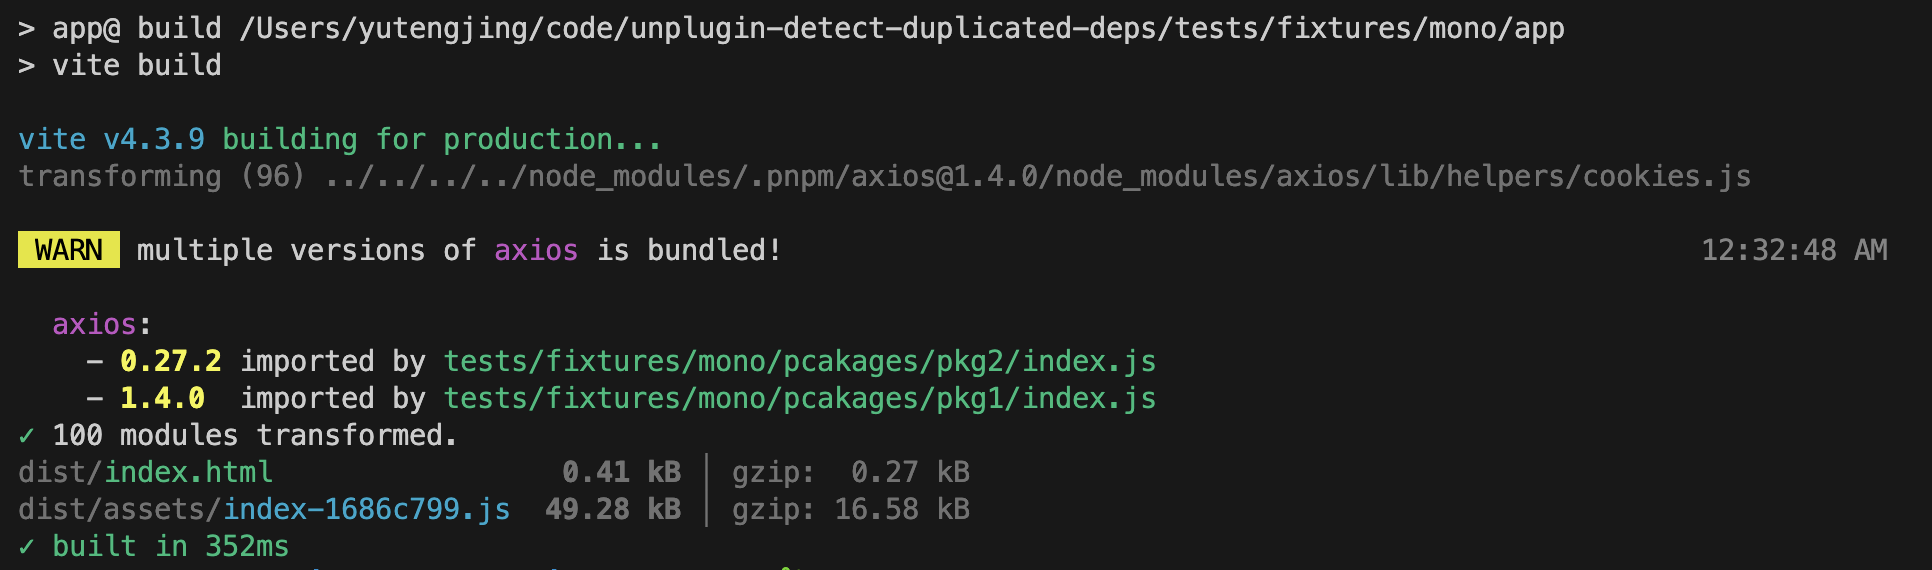 > app@ build /Users/yutengjing/code/unplugin-detect-duplicated-deps/tests/fixtures/mono/app
> vite build
vite v4.3.9 building for production...
transforming (96) ../../../../node_modules/.pnpm/axios@1.4.0/node_modules/axios/lib/helpers/cookies.js
WARN multiple versions of axios is bundled! 12:32:48 AM
axios:
- 0.27.2 imported by tests/fixtures/mono/pcakages/pkg2/index.js
- 1.4.0 imported by tests/fixtures/mono/pcakages/pkg1/index.js
✓ 100 modules transformed.
dist/index.html 0.41 kB │ gzip: 0.27 kB
dist/assets/index-1686c799.js 49.28 kB │ gzip: 16.58 kB
✓ built in 352ms